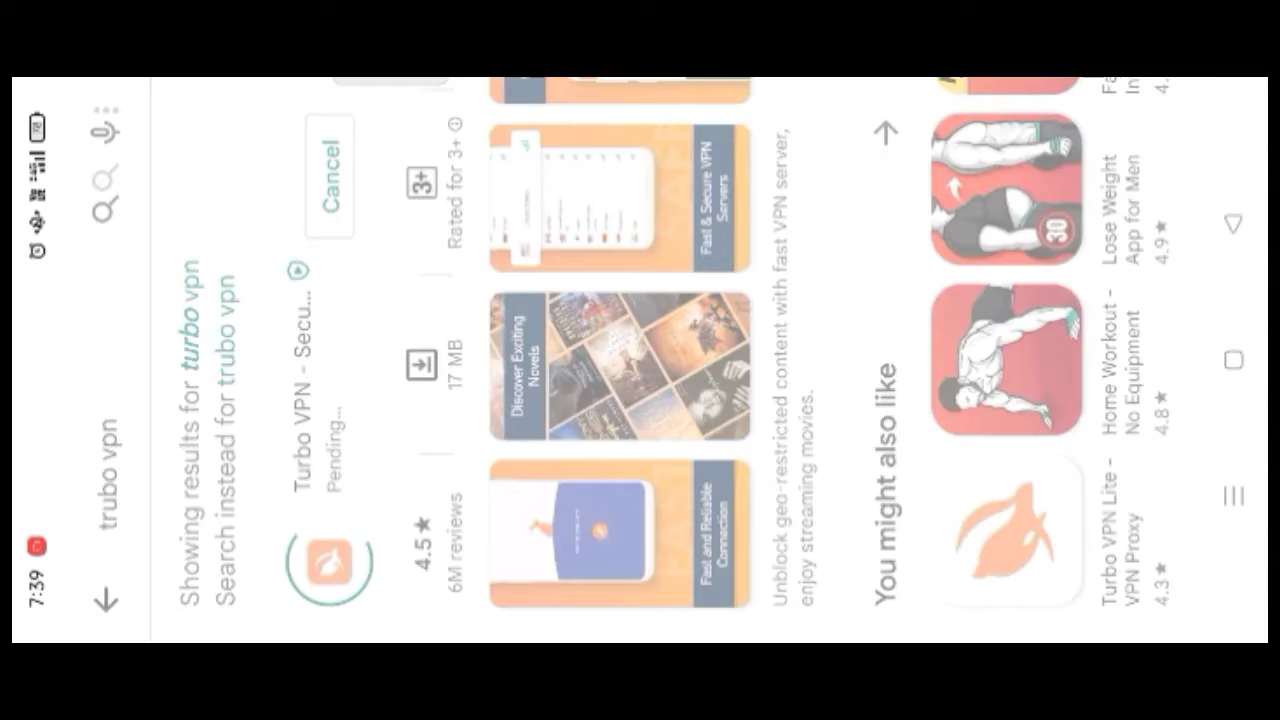 7:39
trubo vpn
Showing results for turbo vpn
Search instead for trubo vpn
Turbo VPN - Secu...
Pending...
Cancel
4.5★
6M reviews
17 MB
3+
Rated for 3+
Fast and Reliable
Connection
Discover Exciting
Novels
Fast & Secure VPN
Servers
Unblock geo-restricted content with fast VPN server,
enjoy streaming movies.
You might also like
Turbo VPN Lite -
VPN Proxy
4.3★
Home Workout -
No Equipment
4.8★
30
Lose Weight
App for Men
4.9★
Fa
In
4.